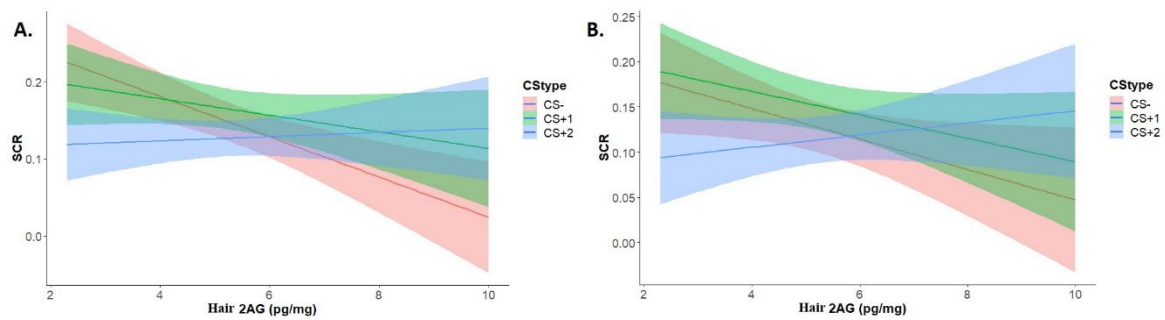 A.
SCR
0.2
0.1
0.0
2
4
6
8
10
Hair 2AG (pg/mg)
CStype
CS-
CS+1
CS+2
B.
SCR
0.25
0.20
0.15
0.10
0.05
0.00
2
4
6
8
10
Hair 2AG (pg/mg)
CStype
CS-
CS+1
CS+2